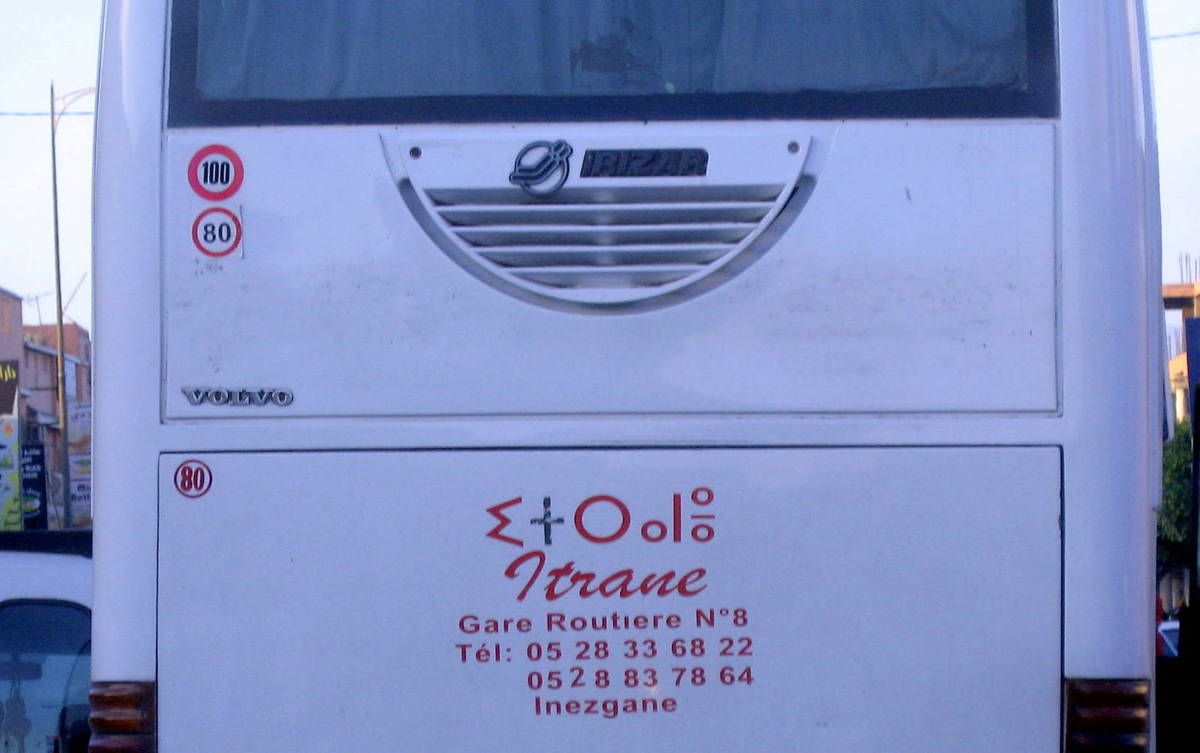 IRIZAR
100
80
VOLVO
80
ⵉⵜⵔⴰⵏⴻ
Itrane
Gare Routiere N°8
Tél: 05 28 33 68 22
0528 83 78 64
Inezgane